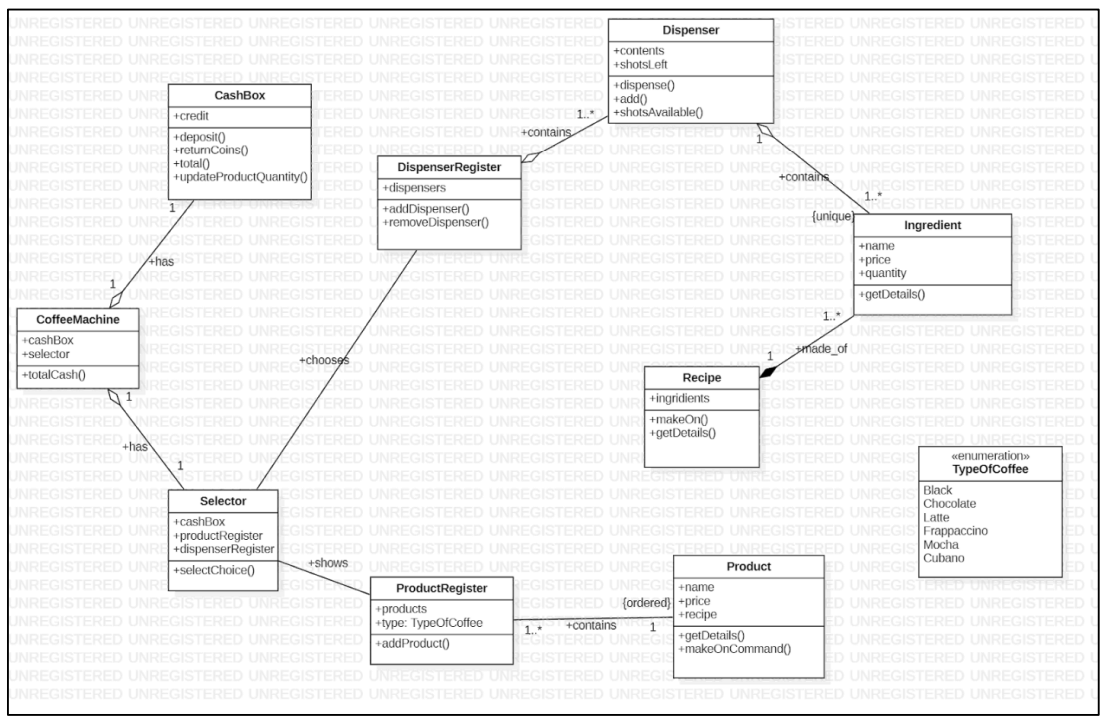 Dispenser
+contents
+shotsLeft
+dispense()
+add()
+shotsAvailable()
CashBox
+credit
+deposit()
+returnCoins()
+total()
+updateProductQuantity()
1..*
+contains
1
DispenserRegister
+dispensers
+addDispenser()
+removeDispenser()
+contains
1..*
{unique}
Ingredient
+name
+price
+quantity
+getDetails()
1
+has
1
CoffeeMachine
+cashBox
+selector
+totalCash()
1..*
+made_of
1
+chooses
Recipe
+ingridients
+makeOn()
+getDetails()
1
+has
1
«enumeration»
TypeOfCoffee
Black
Chocolate
Latte
Frappaccino
Mocha
Cubano
Selector
+cashBox
+productRegister
+dispenserRegister
+selectChoice()
+shows
ProductRegister
+products
+type: TypeOfCoffee
+addProduct()
{ordered}
1..*
+contains
1
Product
+name
+price
+recipe
+getDetails()
+makeOnCommand()
UNREGISTERED UNREGISTERED UNREGISTERED UNREGISTERED UNREGISTERED UNREGISTERED